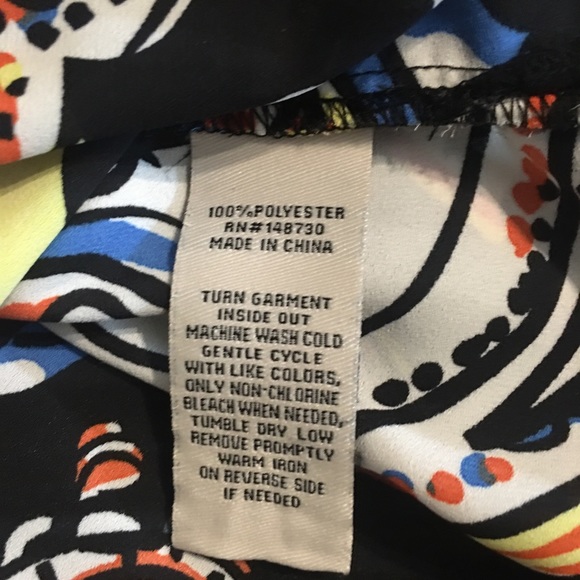 100%POLYESTER
RN#148730
MADE IN CHINA
TURN GARMENT
INSIDE OUT
MACHINE WASH COLD
GENTLE CYCLE
WITH LIKE COLORS,
ONLY NON-CHLORINE
BLEACH WHEN NEEDED,
TUMBLE DRY LOW
REMOVE PROMPTLY
WARM IRON
ON REVERSE SIDE
IF NEEDED